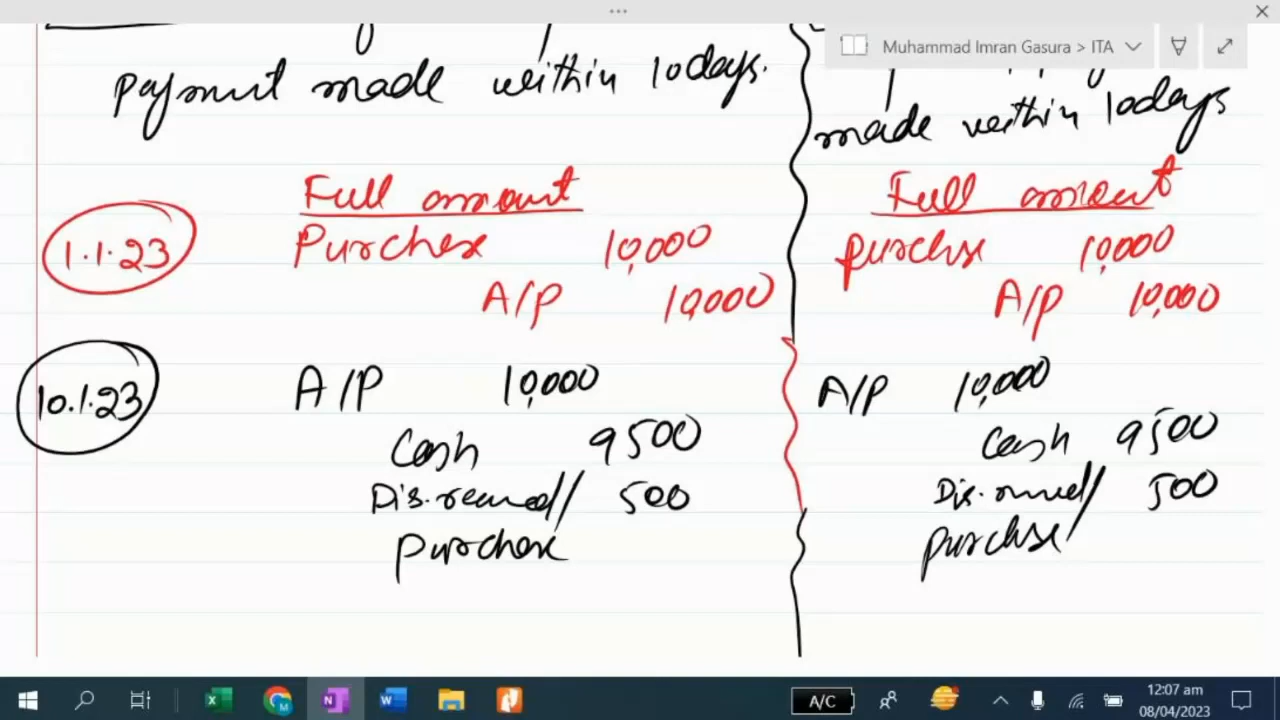 Muhammad Imran Gasura > ITA
payment made within 10days.
made within 10days
Full amount
1.1.23
Purchase 10,000
A/P 10,000
10.1.23
A/P 10,000
Cash 9500
Dis. received/ 500
purchase
Full amount
purchase 10,000
A/P 10,000
A/P 10,000
Cash 9500
Dis. received/ 500
purchase
W
A/C
12:07 am
08/04/2023